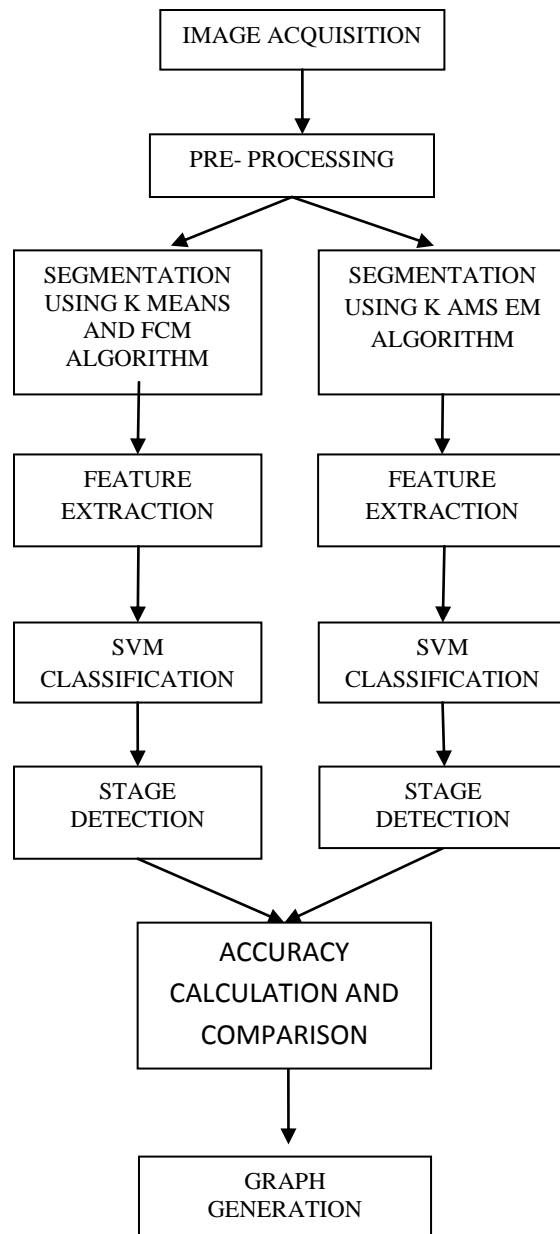 IMAGE ACQUISITION
PRE- PROCESSING
SEGMENTATION
USING K MEANS
AND FCM
ALGORITHM
SEGMENTATION
USING K AMS EM
ALGORITHM
FEATURE
EXTRACTION
FEATURE
EXTRACTION
SVM
CLASSIFICATION
SVM
CLASSIFICATION
STAGE
DETECTION
STAGE
DETECTION
ACCURACY
CALCULATION AND
COMPARISON
GRAPH
GENERATION